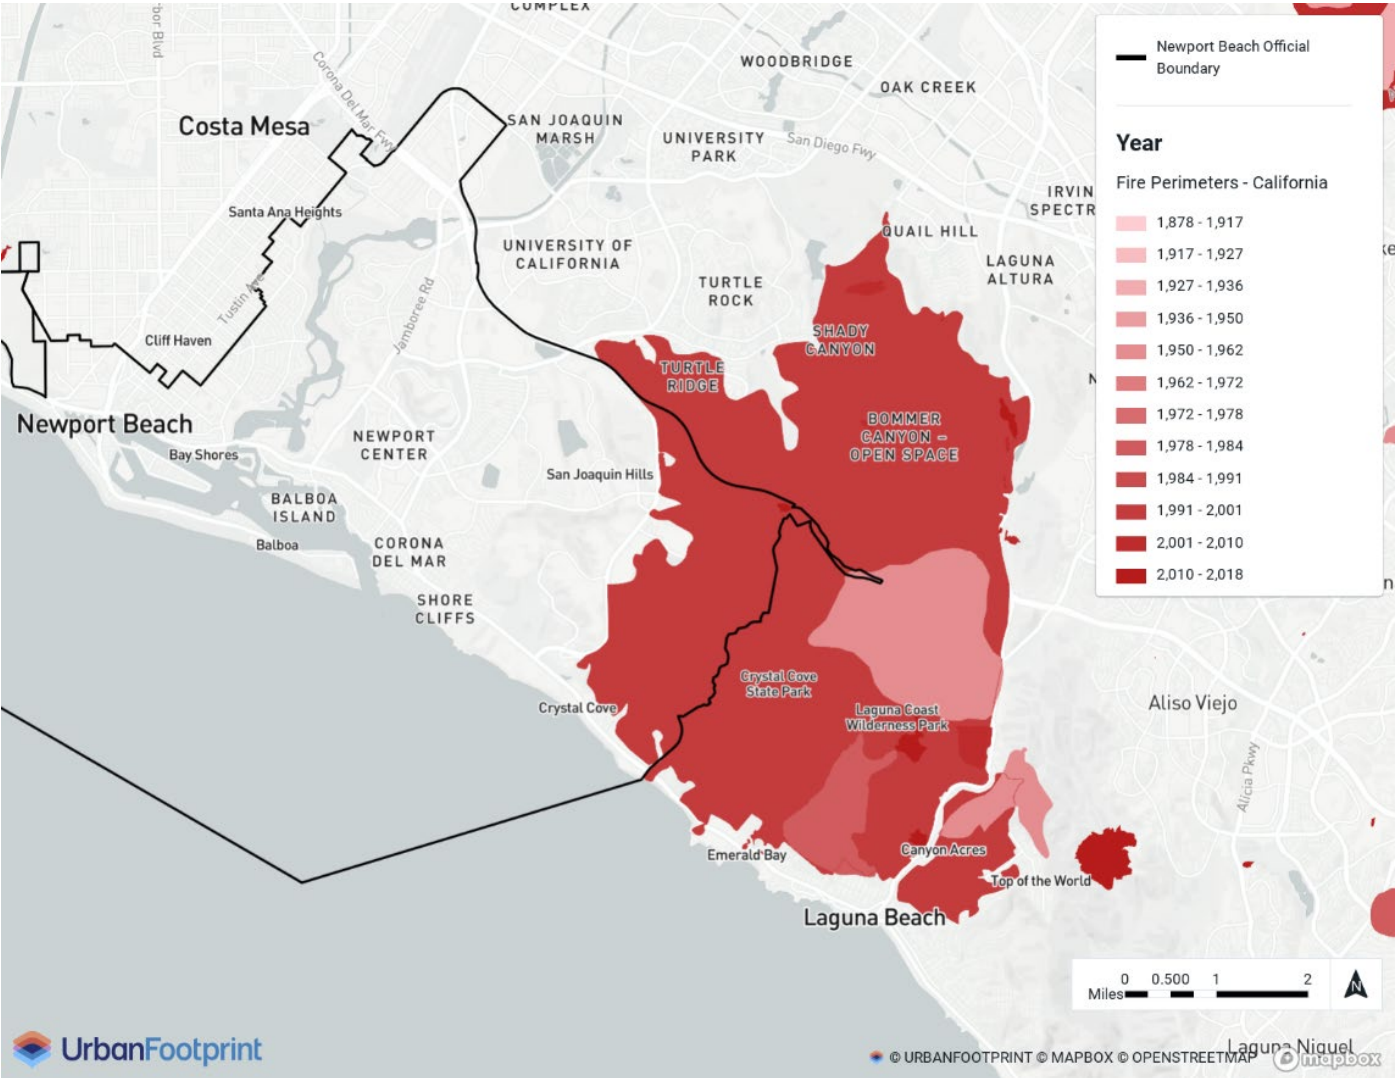 COMPLEX
rbor Blvd
Corona Del Mar Fwy
WOODBRIDGE
OAK CREEK
Costa Mesa
SAN JOAQUIN
MARSH
UNIVERSITY
PARK
San Diego Fwy
IRVIN
SPECTR
Santa Ana Heights
QUAIL HILL
UNIVERSITY OF
CALIFORNIA
LAGUNA
ALTURA
TURTLE
ROCK
Tustin Ave
Jamboree Rd
Cliff Haven
SHADY
CANYON
TURTLE
RIDGE
N
Newport Beach
BOMMER
CANYON –
OPEN SPACE
NEWPORT
CENTER
Bay Shores
San Joaquin Hills
BALBOA
ISLAND
Balboa
CORONA
DEL MAR
SHORE
CLIFFS
Crystal Cove
State Park
Crystal Cove
Laguna Coast
Wilderness Park
Aliso Viejo
Alicia Pkwy
Emerald Bay
Canyon Acres
Top of the World
Laguna Beach
Laguna Niguel
Newport Beach Official
Boundary
Year
Fire Perimeters - California
1,878 - 1,917
1,917 - 1,927
1,927 - 1,936
1,936 - 1,950
1,950 - 1,962
1,962 - 1,972
1,972 - 1,978
1,978 - 1,984
1,984 - 1,991
1,991 - 2,001
2,001 - 2,010
2,010 - 2,018
ke
n
0 0.500 1 2
Miles
N
UrbanFootprint
© URBANFOOTPRINT © MAPBOX © OPENSTREETMAP
mapbox